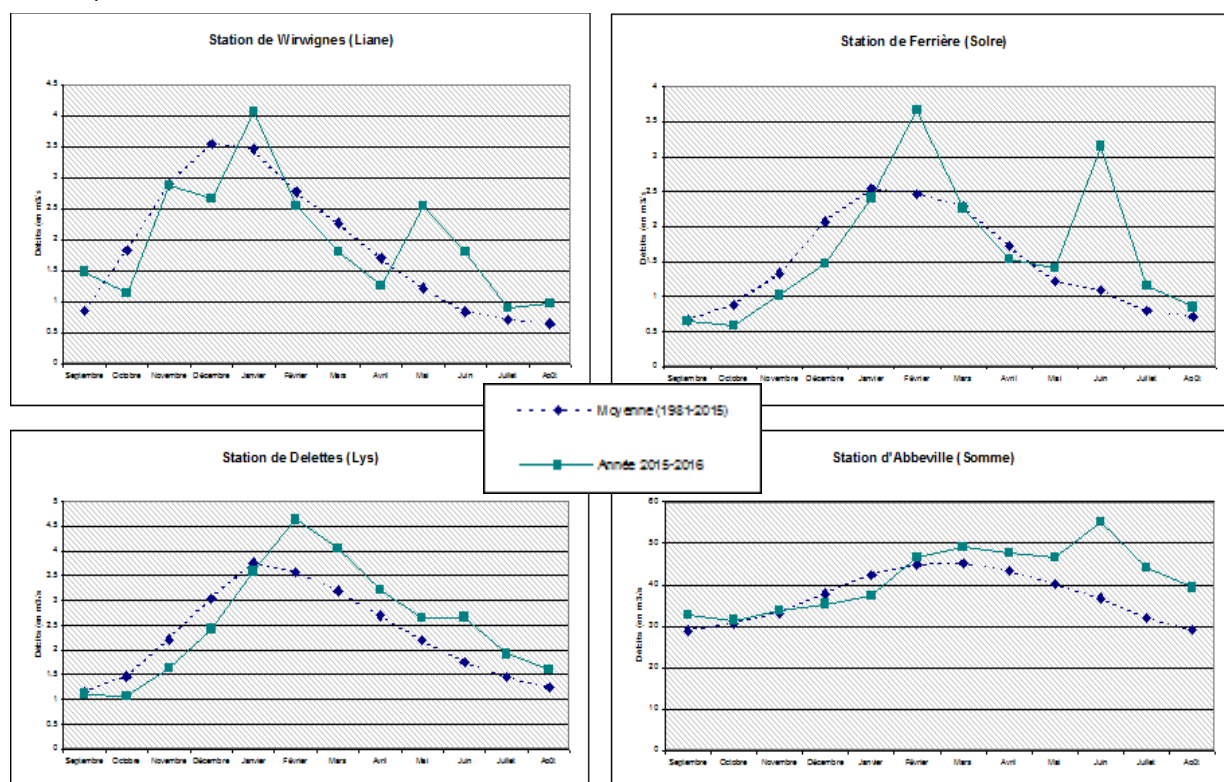 Station de Wirwignes (Liane)
4.5
4
3.5
3
2.5
2
1.5
1
0.5
0
Débits (en m3/s
Septembre Octobre Novembre Décembre Janvier Février Mars Avril Mai Juin Juillet Août
Station de Ferrière (Solre)
4
3.5
3
2.5
2
1.5
1
0.5
0
Débits (en m3/s
Septembre Octobre Novembre Décembre Janvier Février Mars Avril Mai Juin Juillet Août
Moyenne (1981-2015)
Année 2015-2016
Station de Delettes (Lys)
5
4.5
4
3.5
3
2.5
2
1.5
1
0.5
0
Débits (en m3/s
Septembre Octobre Novembre Décembre Janvier Février Mars Avril Mai Juin Juillet Août
Station d'Abbeville (Somme)
60
50
40
30
20
10
0
Débits (en m3/s
Septembre Octobre Novembre Décembre Janvier Février Mars Avril Mai Juin Juillet Août